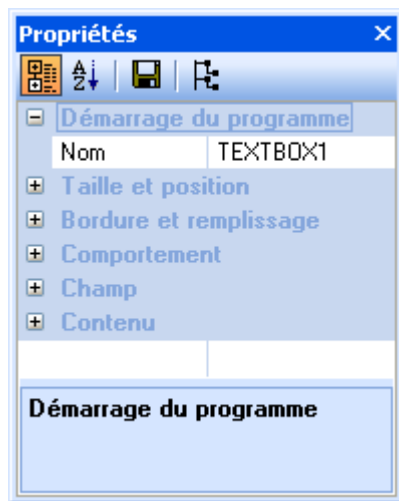 Propriétés
A
Z
Démarrage du programme
Nom TEXTBOX1
Taille et position
Bordure et remplissage
Comportement
Champ
Contenu
Démarrage du programme